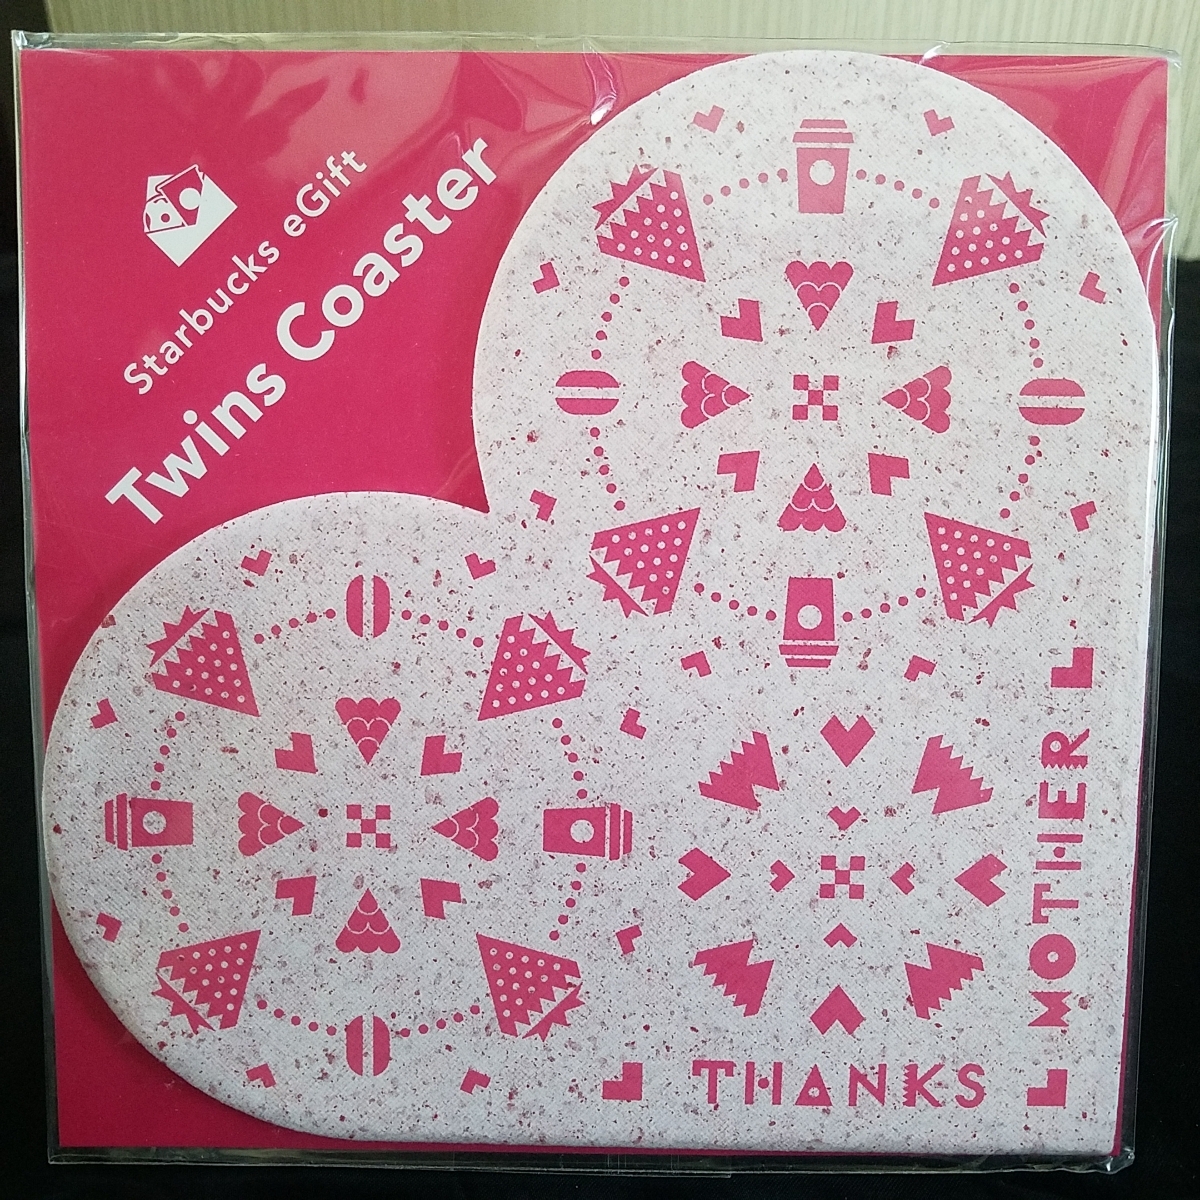 Starbucks eGift
Twins Coaster
THANKS
MOTHER